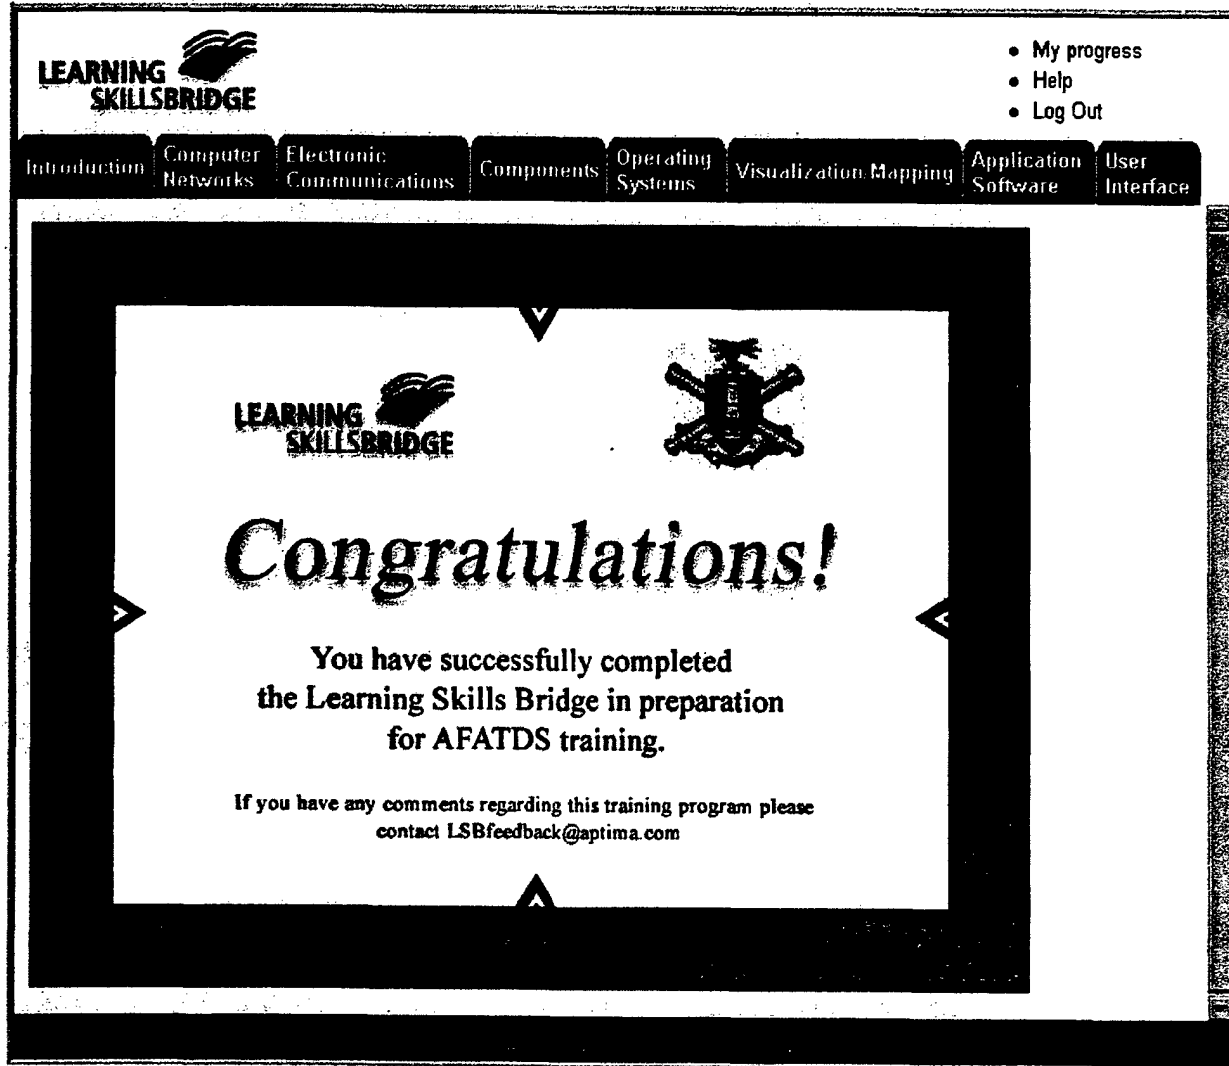 LEARNING
SKILLSBRIDGE
My progress
Help
Log Out
Introduction
Computer
Networks
Electronic
Communications
Components
Operating
Systems
Visualization/Mapping
Application
Software
User
Interface
LEARNING
SKILLSBRIDGE
Congratulations!
You have successfully completed
the Learning Skills Bridge in preparation
for AFATDS training.
If you have any comments regarding this training program please
contact LSBfeedback@aptima.com